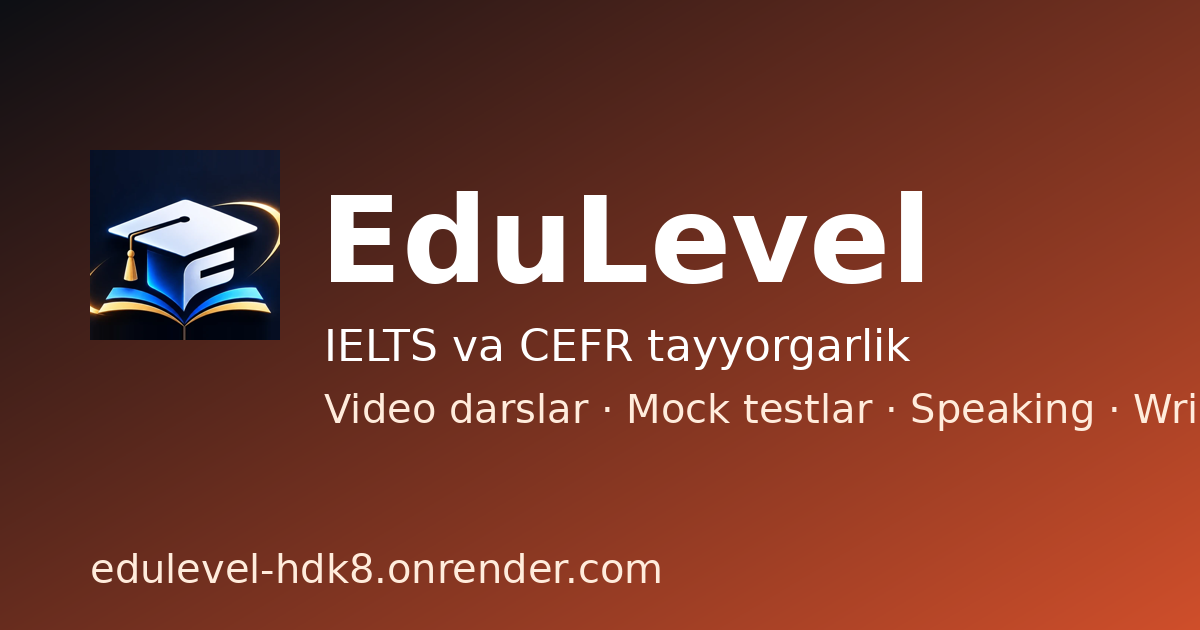 EduLevel
IELTS va CEFR tayyorgarlik
Video darslar · Mock testlar · Speaking · Wri
edulevel-hdk8.onrender.com